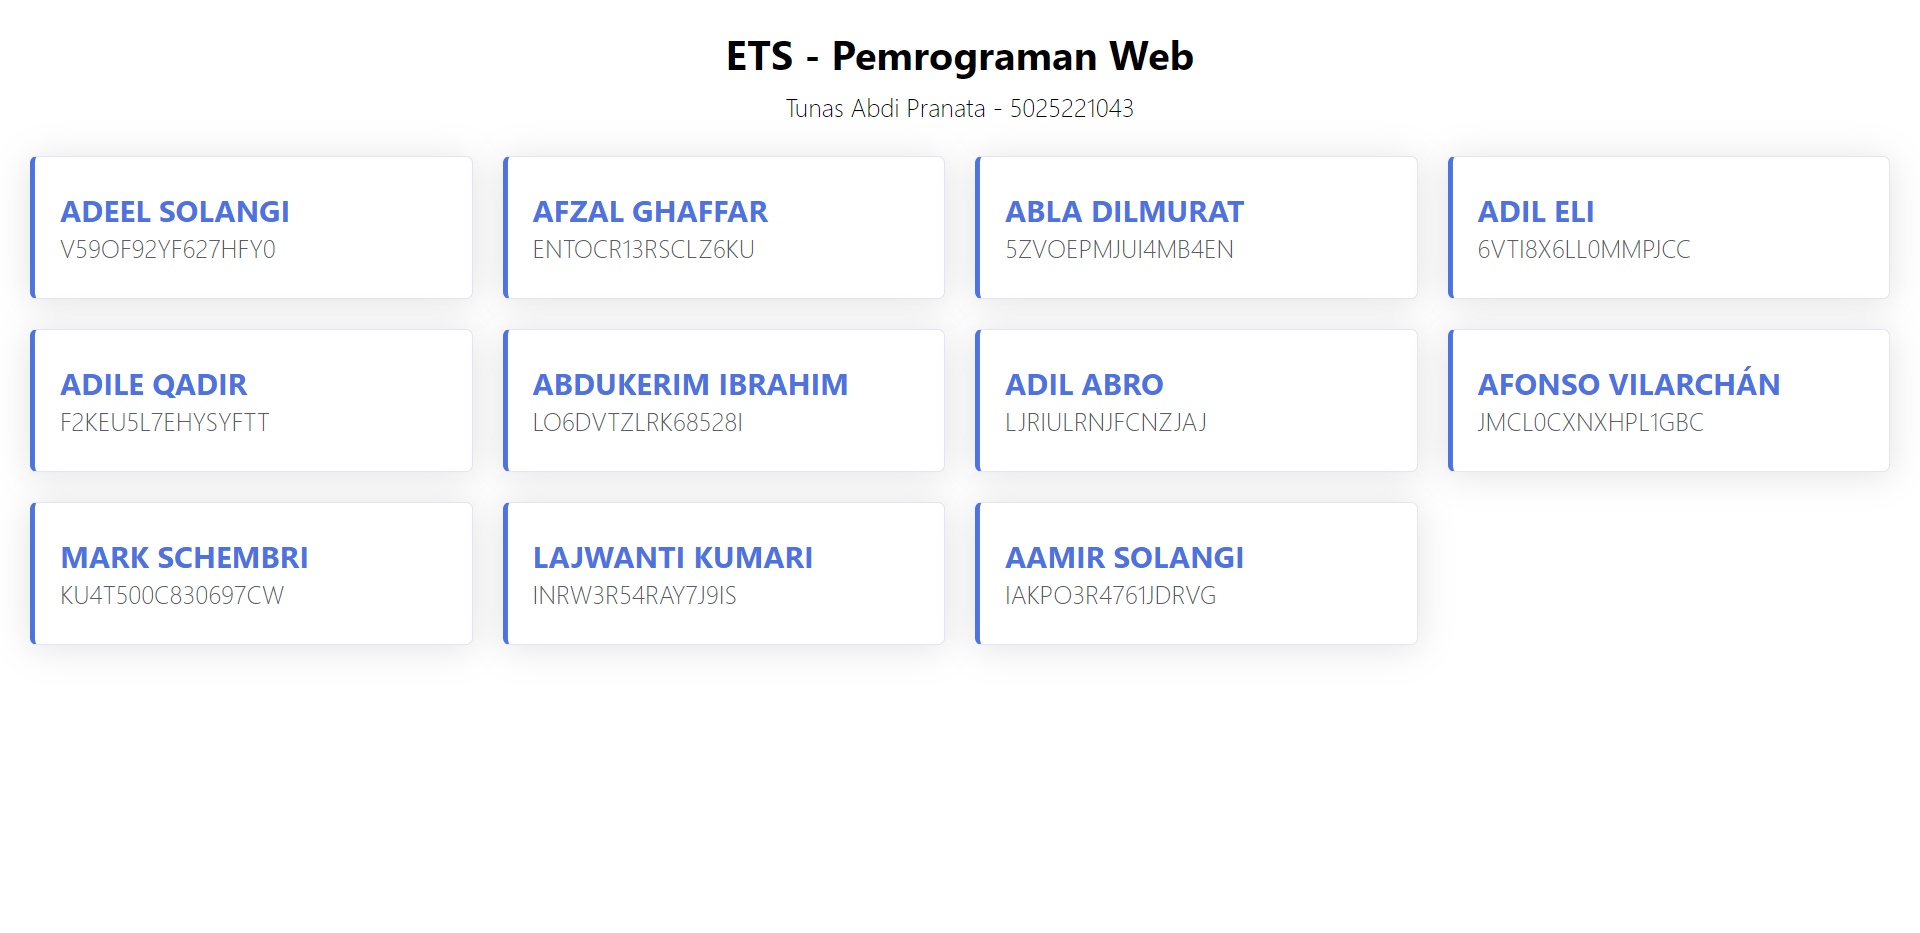 ETS - Pemrograman Web
Tunas Abdi Pranata - 5025221043
ADEEL SOLANGI
V59OF92YF627HFY0
AFZAL GHAFFAR
ENTOCR13RSCLZ6KU
ABLA DILMURAT
5ZVOEPMJUI4MB4EN
ADIL ELI
6VTI8X6LL0MMPJCC
ADILE QADIR
F2KEU5L7EHYSYFTT
ABDUKERIM IBRAHIM
LO6DVTZLRK68528I
ADIL ABRO
LJRIULRNJFCNZJAJ
AFONSO VILARCHÁN
JMCL0CXNXHPL1GBC
MARK SCHEMBRI
KU4T500C830697CW
LAJWANTI KUMARI
INRW3R54RAY7J9IS
AAMIR SOLANGI
IAKPO3R4761JDRVG